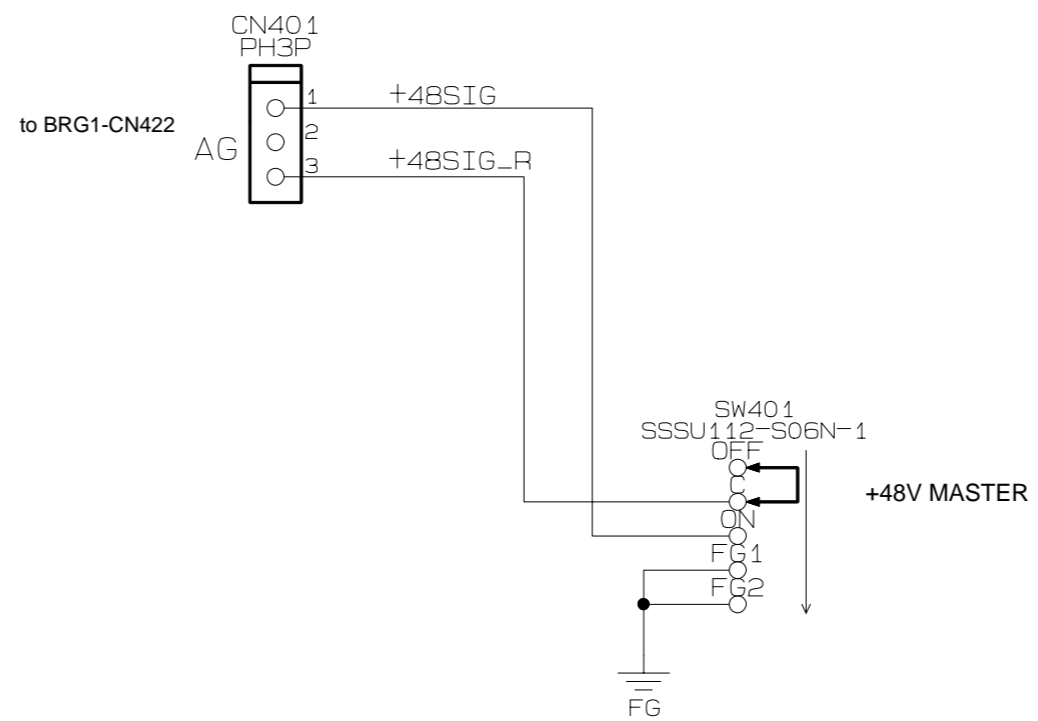 CN401
PH3P
1
+48SIG
to BRG1-CN422
2
AG
+48SIG_R
3
SW401
SSSU112-S06N-1
OFF
C
+48V MASTER
ON
FG1
FG2
FG